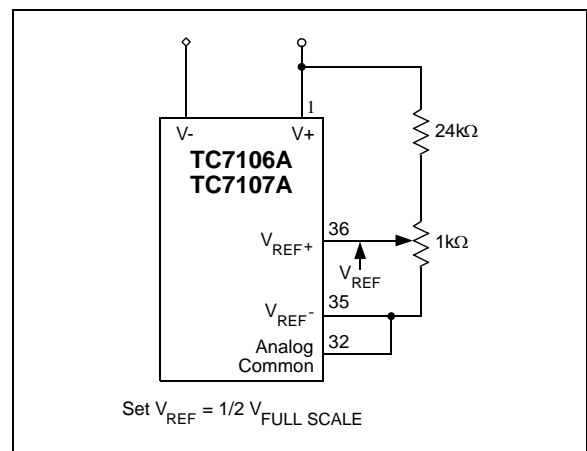 1
V-
V+
TC7106A
TC7107A
24kΩ
36
VREF+
1kΩ
VREF
35
VREF-
32
Analog
Common
Set VREF = 1/2 VFULL SCALE